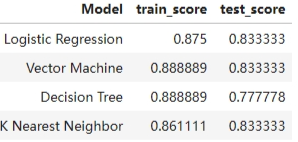 Model train_score test_score
Logistic Regression 0.875 0.833333
Vector Machine 0.888889 0.833333
Decision Tree 0.888889 0.777778
K Nearest Neighbor 0.861111 0.833333